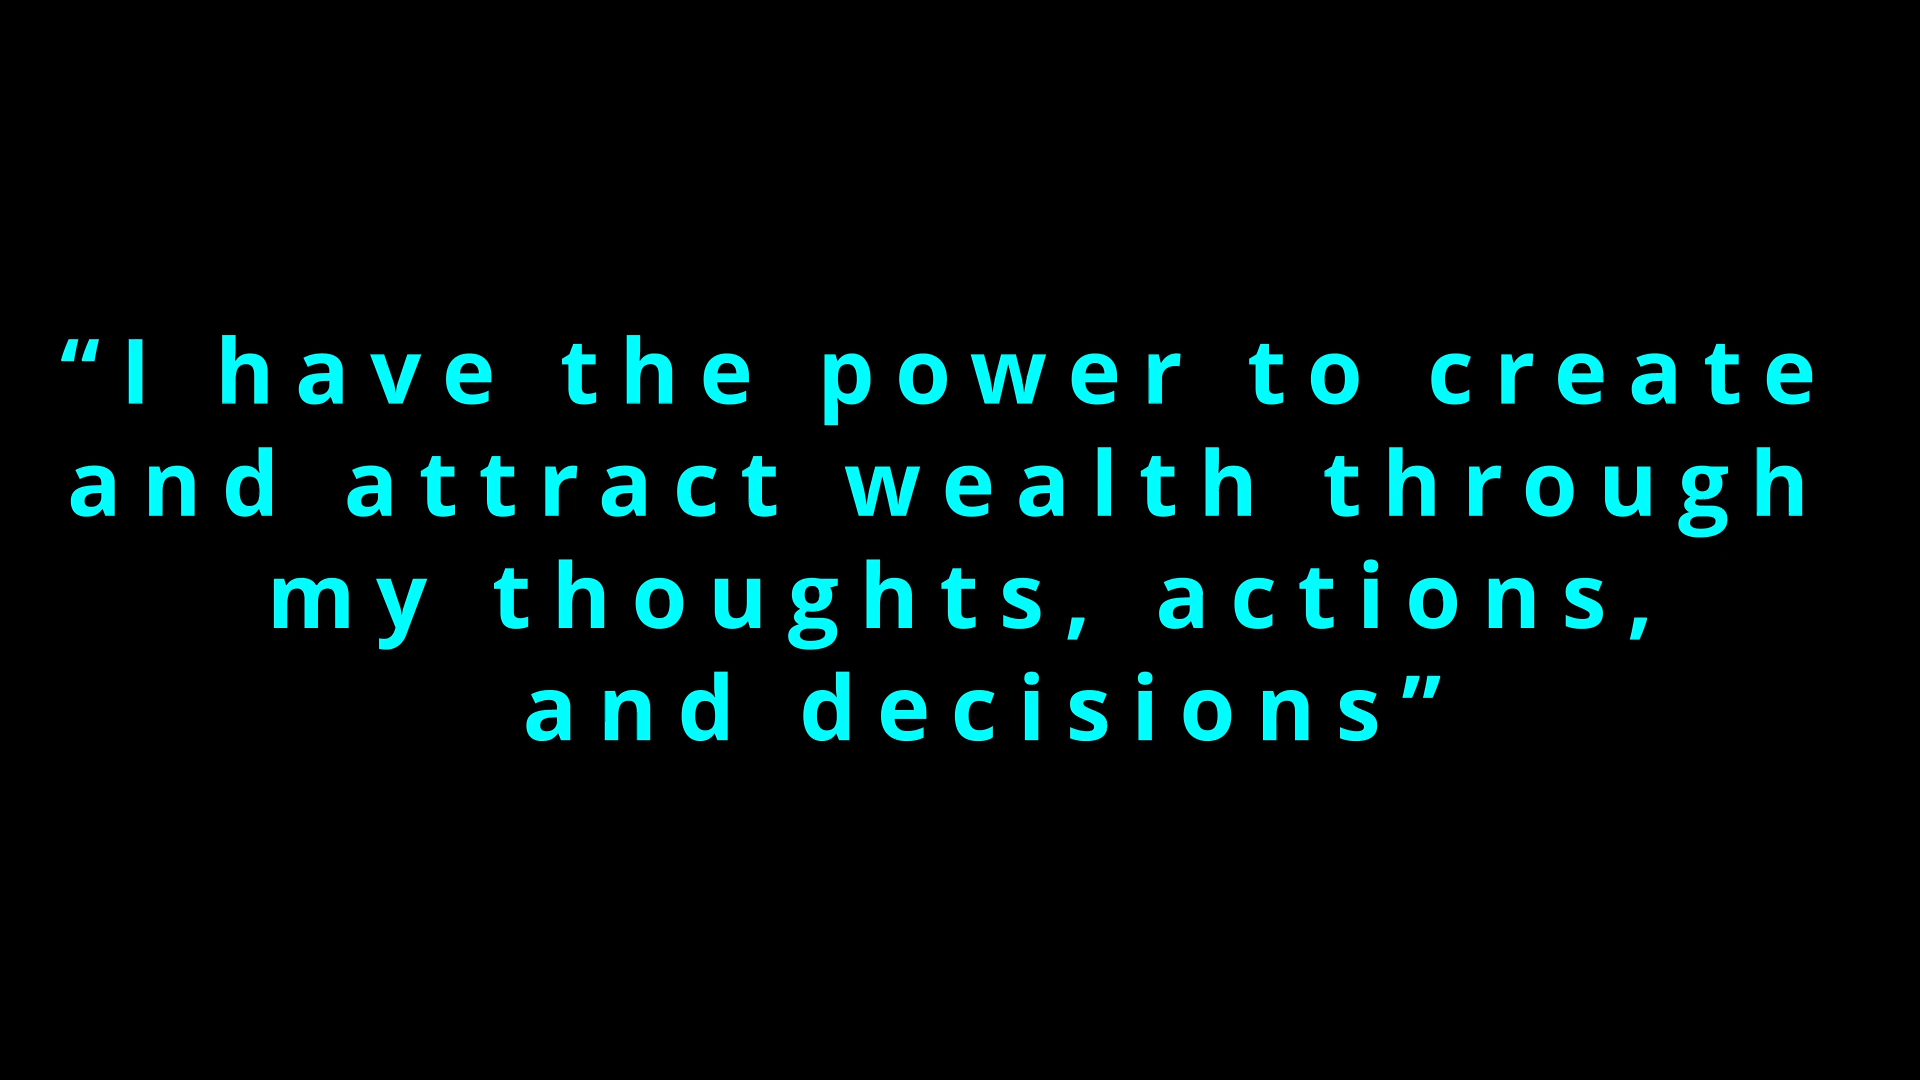 “I have the power to create
and attract wealth through
my thoughts, actions,
and decisions”